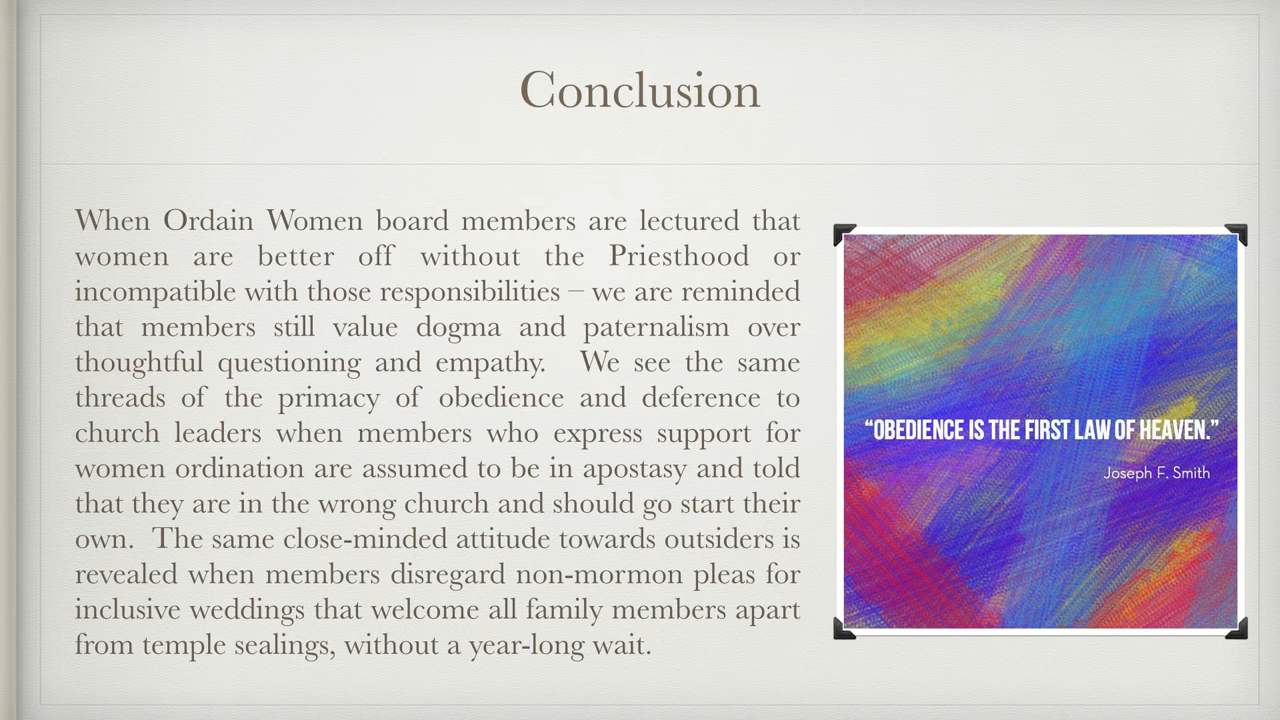 Conclusion
When Ordain Women board members are lectured that
women are better off without the Priesthood or
incompatible with those responsibilities – we are reminded
that members still value dogma and paternalism over
thoughtful questioning and empathy. We see the same
threads of the primacy of obedience and deference to
church leaders when members who express support for
women ordination are assumed to be in apostasy and told
that they are in the wrong church and should go start their
own. The same close-minded attitude towards outsiders is
revealed when members disregard non-mormon pleas for
inclusive weddings that welcome all family members apart
from temple sealings, without a year-long wait.
“OBEDIENCE IS THE FIRST LAW OF HEAVEN.”
Joseph F. Smith